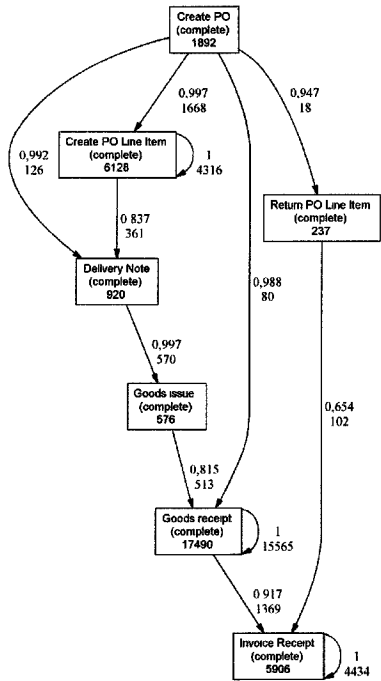 Create PO
(complete)
1892
0,997
1668
0,947
18
0,992
126
Create PO Line Item
(complete)
6128
1
4316
Return PO Line Item
(complete)
237
0 837
361
Delivery Note
(complete)
920
0,988
80
0,997
570
Goods issue
(complete)
576
0,654
102
0,815
513
Goods receipt
(complete)
17490
1
15565
0 917
1369
Invoice Receipt
(complete)
5906
1
4434